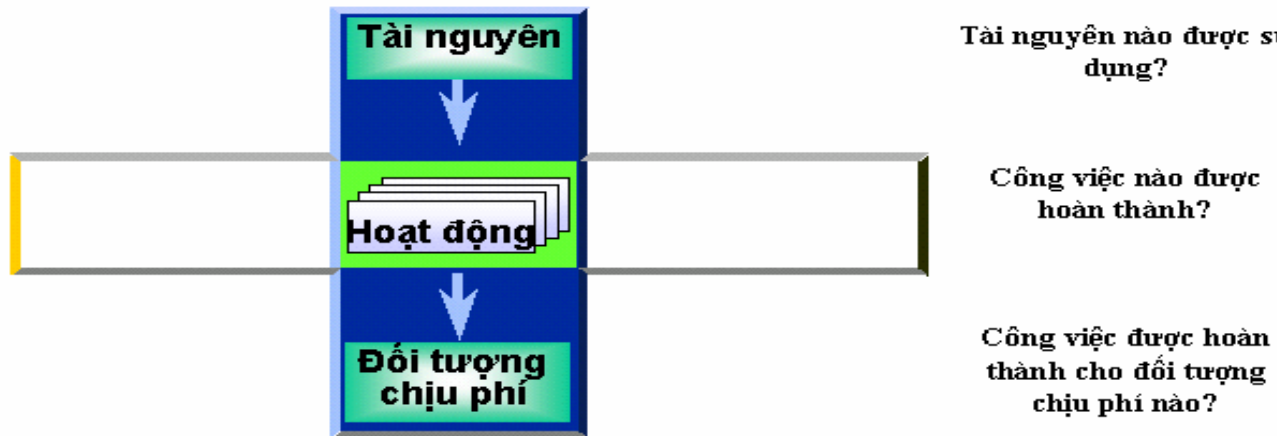 Tài nguyên
Tài nguyên nào được sử
dụng?
Hoạt động
Công việc nào được
hoàn thành?
Đối tượng
chịu phí
Công việc được hoàn
thành cho đối tượng
chịu phí nào?